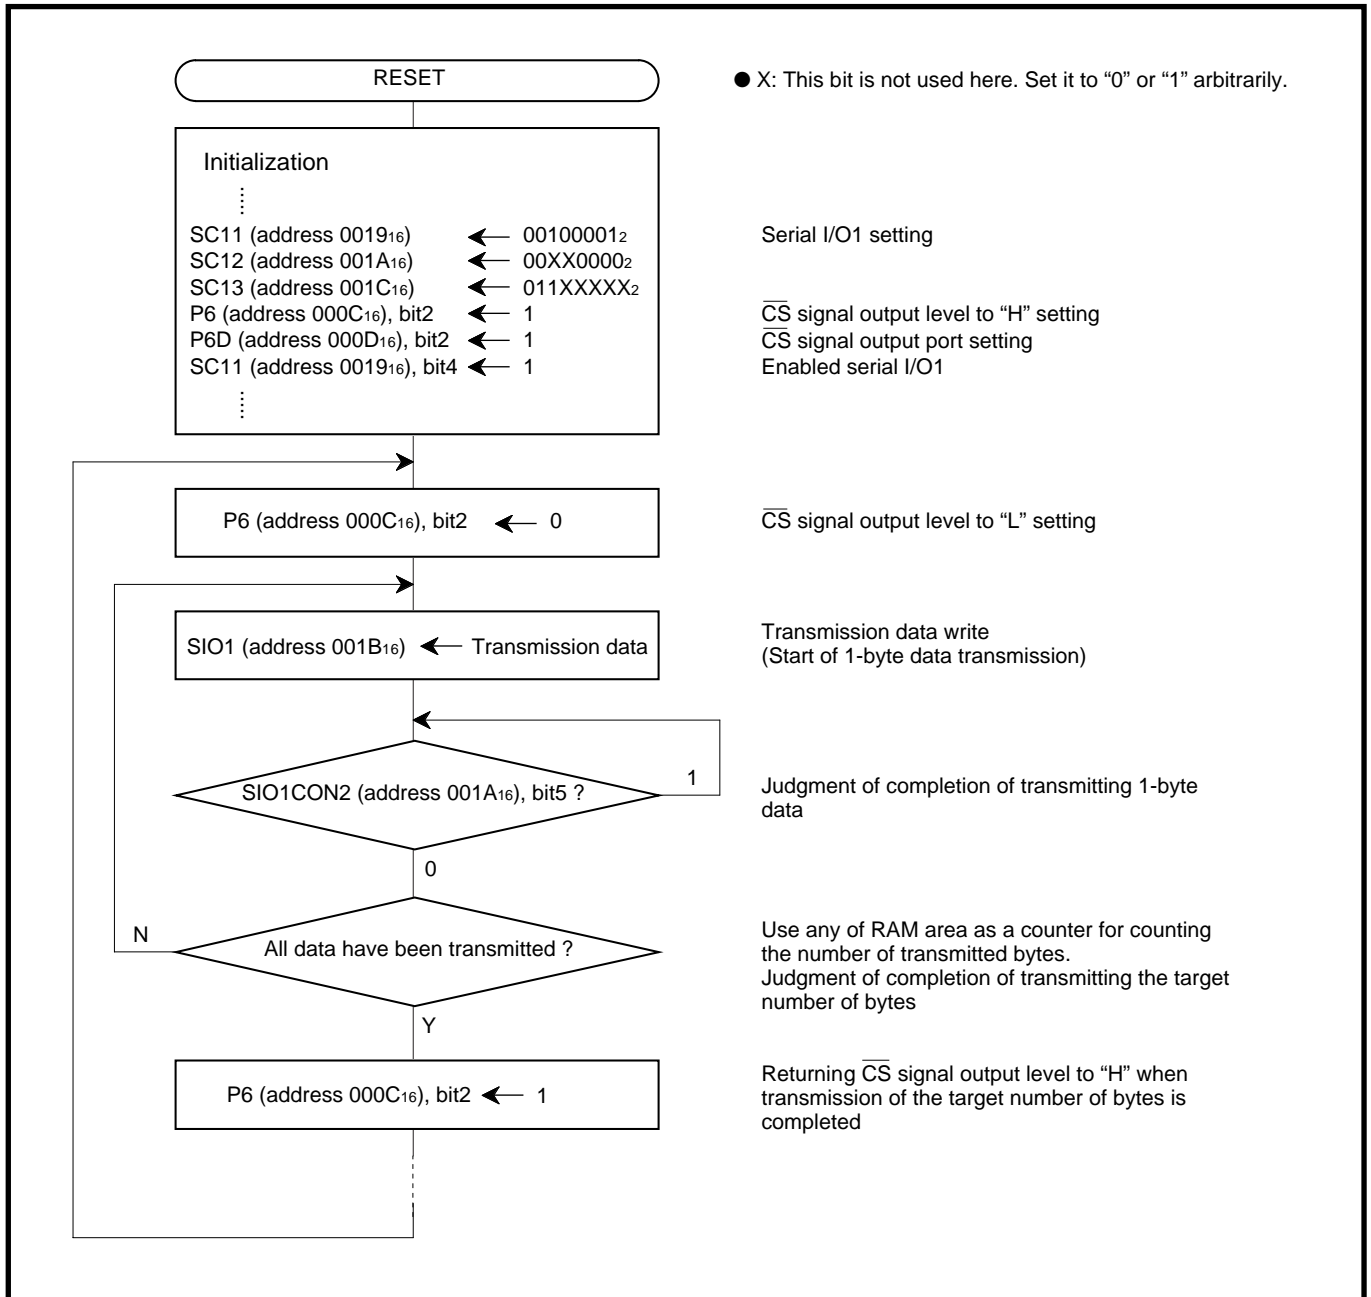 RESET
● X: This bit is not used here. Set it to “0” or “1” arbitrarily.
Initialization
SC11 (address 0019₁₆) ← 00100001₂ Serial I/O1 setting
SC12 (address 001A₁₆) ← 00XX0000₂
SC13 (address 001C₁₆) ← 011XXXXX₂
P6 (address 000C₁₆), bit2 ← 1 C̅S̅ signal output level to “H” setting
P6D (address 000D₁₆), bit2 ← 1 C̅S̅ signal output port setting
SC11 (address 0019₁₆), bit4 ← 1 Enabled serial I/O1
P6 (address 000C₁₆), bit2 ← 0 C̅S̅ signal output level to “L” setting
SIO1 (address 001B₁₆) ← Transmission data
Transmission data write
(Start of 1-byte data transmission)
SIO1CON2 (address 001A₁₆), bit5 ?
1
Judgment of completion of transmitting 1-byte
data
0
N
All data have been transmitted ?
Use any of RAM area as a counter for counting
the number of transmitted bytes.
Judgment of completion of transmitting the target
number of bytes
Y
P6 (address 000C₁₆), bit2 ← 1
Returning C̅S̅ signal output level to “H” when
transmission of the target number of bytes is
completed